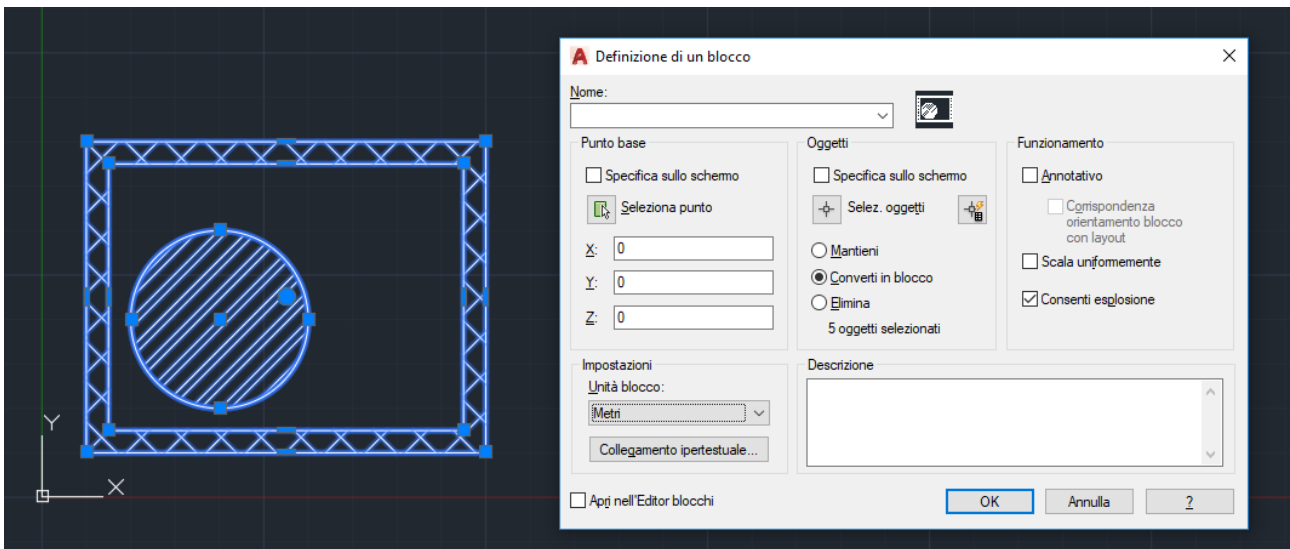 Definizione di un blocco
Nome:
Punto base
Specifica sullo schermo
Seleziona punto
X: 0
Y: 0
Z: 0
Oggetti
Specifica sullo schermo
Selez. oggetti
Mantieni
Converti in blocco
Elimina
5 oggetti selezionati
Funzionamento
Annotativo
Corrispondenza
orientamento blocco
con layout
Scala uniformemente
Consenti esplosione
Impostazioni
Unità blocco:
Metri
Collegamento ipertestuale...
Descrizione
Apri nell'Editor blocchi
OK Annulla ?
Y
X